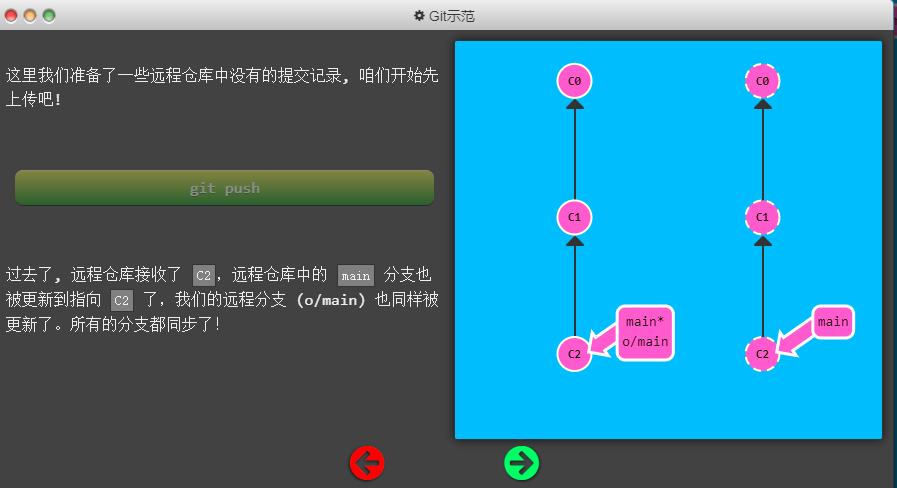 Git示范
这里我们准备了一些远程仓库中没有的提交记录, 咱们开始先
上传吧!
git push
过去了, 远程仓库接收了 C2，远程仓库中的 main 分支也
被更新到指向 C2 了，我们的远程分支 (o/main) 也同样被
更新了。所有的分支都同步了!
C0
C1
main*
o/main
C2
C0
C1
main
C2